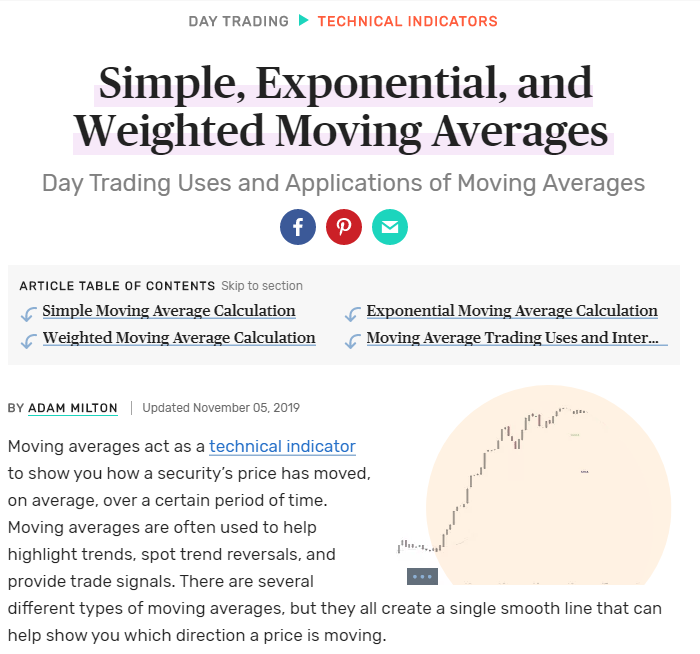 DAY TRADING TECHNICAL INDICATORS
Simple, Exponential, and
Weighted Moving Averages
Day Trading Uses and Applications of Moving Averages
ARTICLE TABLE OF CONTENTS Skip to section
Simple Moving Average Calculation
Exponential Moving Average Calculation
Weighted Moving Average Calculation
Moving Average Trading Uses and Inter...
BY ADAM MILTON | Updated November 05, 2019
Moving averages act as a technical indicator
to show you how a security's price has moved,
on average, over a certain period of time.
Moving averages are often used to help
highlight trends, spot trend reversals, and
provide trade signals. There are several
different types of moving averages, but they all create a single smooth line that can
help show you which direction a price is moving.